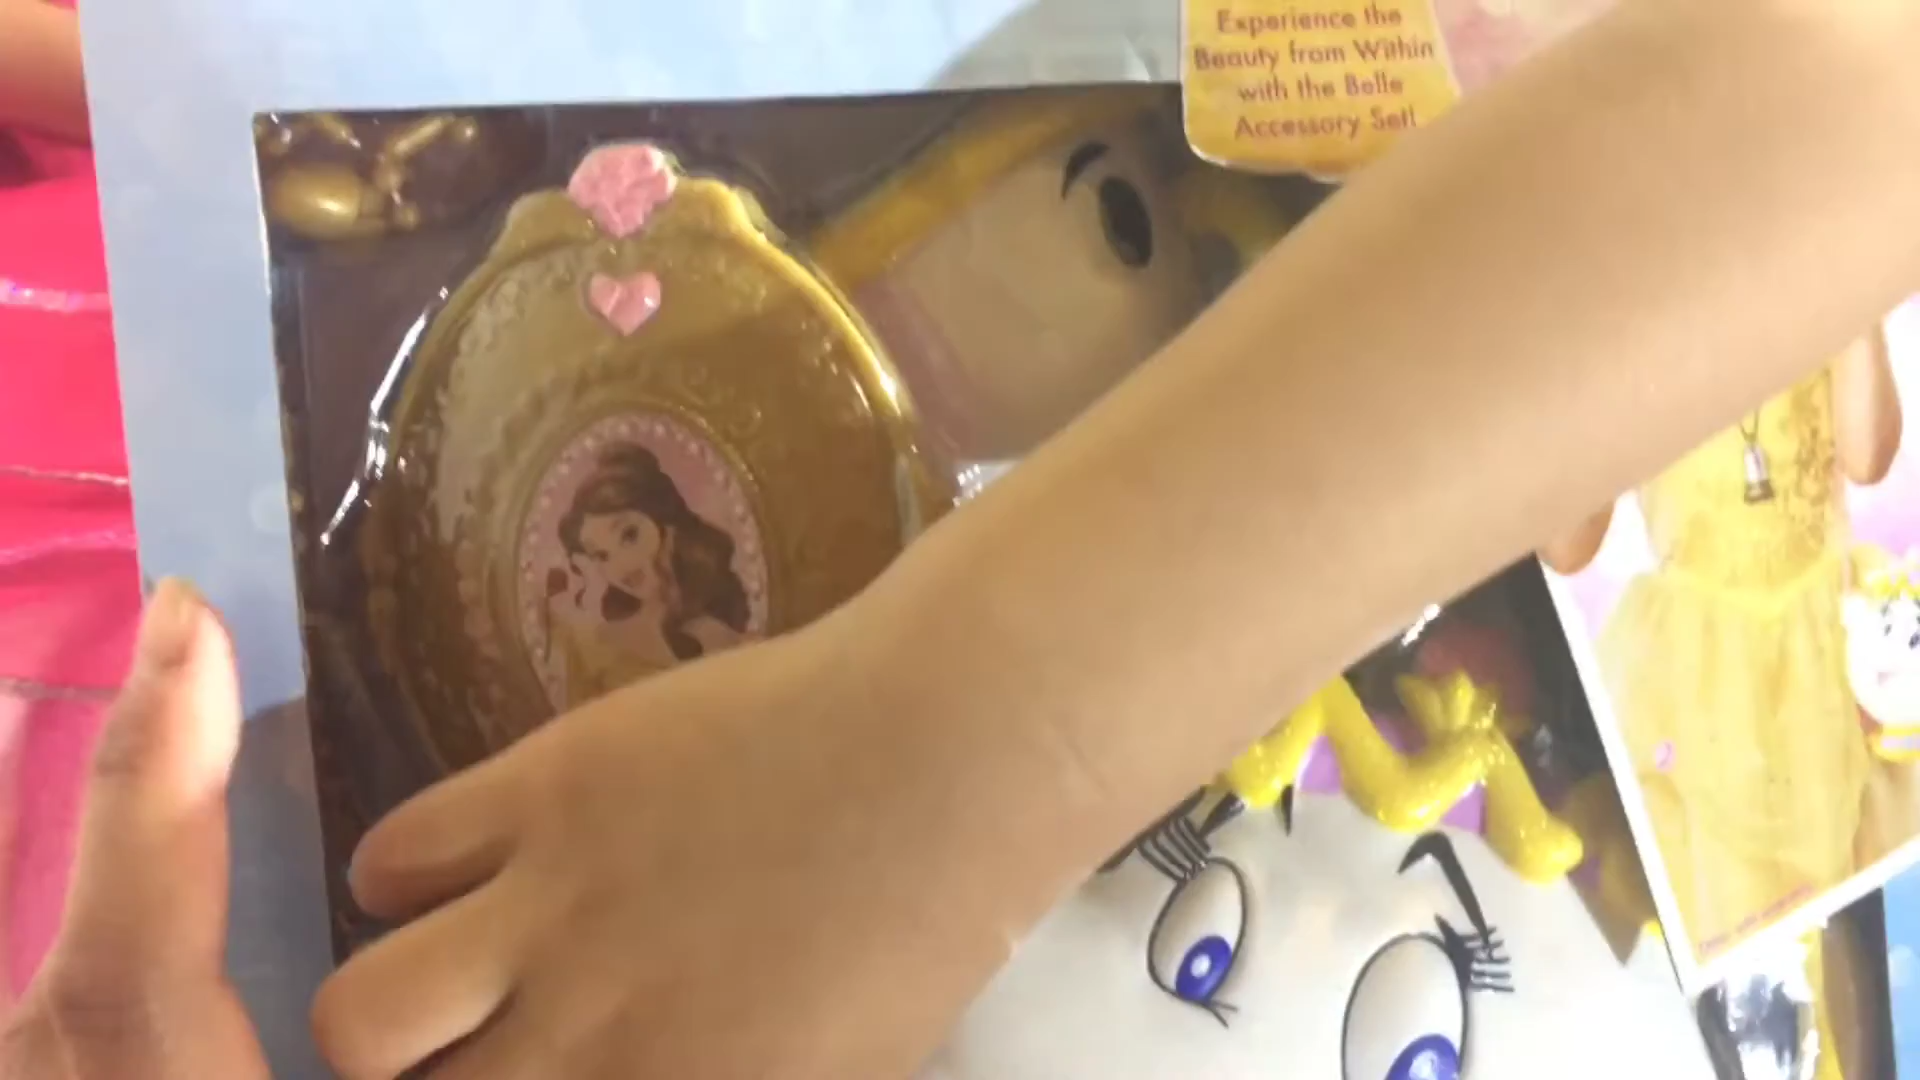 Experience the
Beauty from Within
with the Belle
Accessory Set!